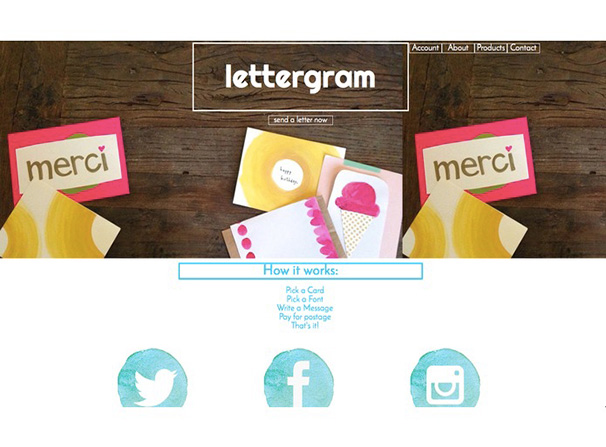 Account About Products Contact
lettergram
send a letter now
merci
happy
birthday
merci
How it works:
Pick a Card
Pick a Font
Write a Message
Pay for postage
That's it!